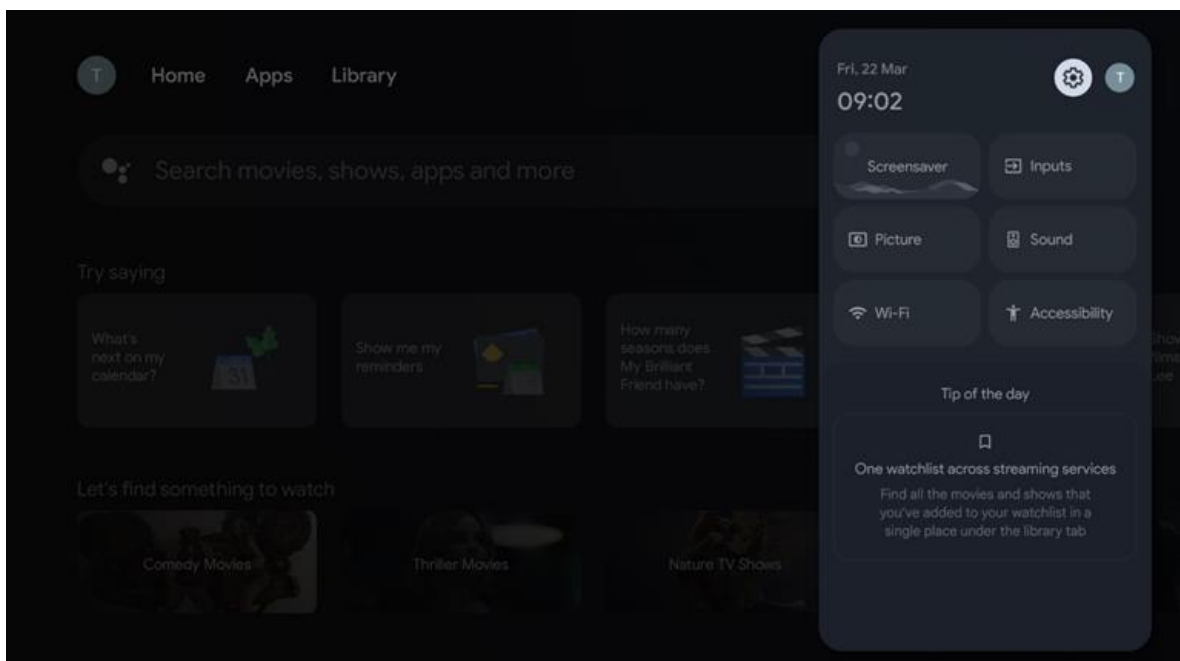 T
Home Apps Library
Search movies, shows, apps and more
Try saying
What's
next on my
calendar?
31
Show me my
reminders
How many
seasons does
My Brilliant
Friend have?
Show
Lee
Let's find something to watch
Comedy Movies
Thriller Movies
Nature TV Shows
Fri, 22 Mar
09:02
T
Screensaver
Inputs
Picture
Sound
Wi-Fi
Accessibility
Tip of the day
One watchlist across streaming services
Find all the movies and shows that
you've added to your watchlist in a
single place under the library tab